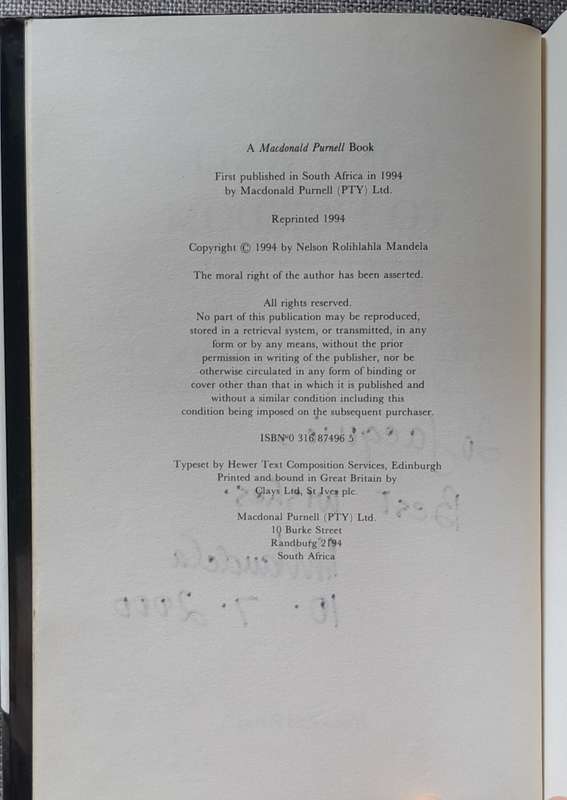 A Macdonald Purnell Book
First published in South Africa in 1994
by Macdonald Purnell (PTY) Ltd.
Reprinted 1994
Copyright © 1994 by Nelson Rolihlahla Mandela
The moral right of the author has been asserted.
All rights reserved.
No part of this publication may be reproduced,
stored in a retrieval system, or transmitted, in any
form or by any means, without the prior
permission in writing of the publisher, nor be
otherwise circulated in any form of binding or
cover other than that in which it is published and
without a similar condition including this
condition being imposed on the subsequent purchaser.
ISBN 0 316 87496 5
Typeset by Hewer Text Composition Services, Edinburgh
Printed and bound in Great Britain by
Clays Ltd, St Ives plc.
Macdonal Purnell (PTY) Ltd.
10 Burke Street
Randburg 2194
South Africa
Best
Mandela
10. 7. 2000